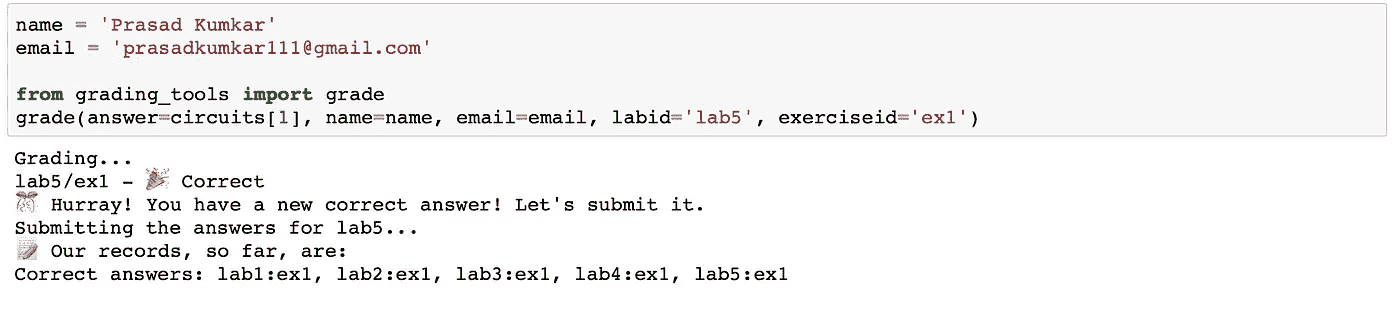 name = 'Prasad Kumkar'
email = 'prasadkumkar111@gmail.com'
from grading_tools import grade
grade(answer=circuits[1], name=name, email=email, labid='lab5', exerciseid='ex1')
Grading...
lab5/ex1 - 🎉 Correct
🎊 Hurray! You have a new correct answer! Let's submit it.
Submitting the answers for lab5...
📝 Our records, so far, are:
Correct answers: lab1:ex1, lab2:ex1, lab3:ex1, lab4:ex1, lab5:ex1